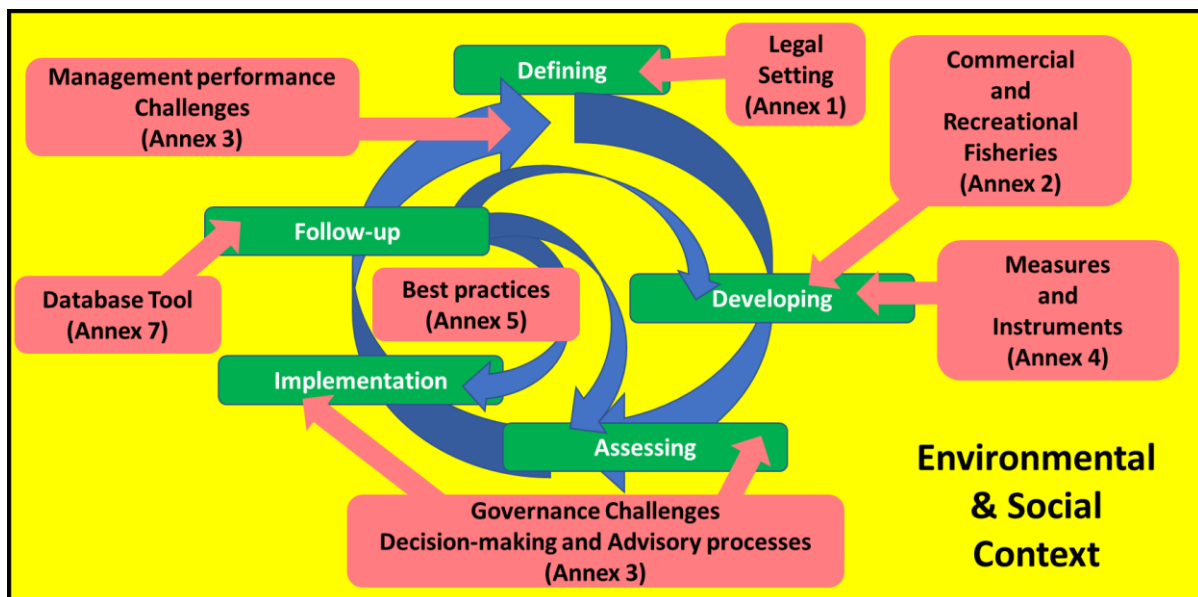 Defining
Legal
Setting
(Annex 1)
Commercial
and
Recreational
Fisheries
(Annex 2)
Management performance
Challenges
(Annex 3)
Follow-up
Database Tool
(Annex 7)
Best practices
(Annex 5)
Developing
Measures
and
Instruments
(Annex 4)
Implementation
Assessing
Governance Challenges
Decision-making and Advisory processes
(Annex 3)
Environmental
& Social
Context